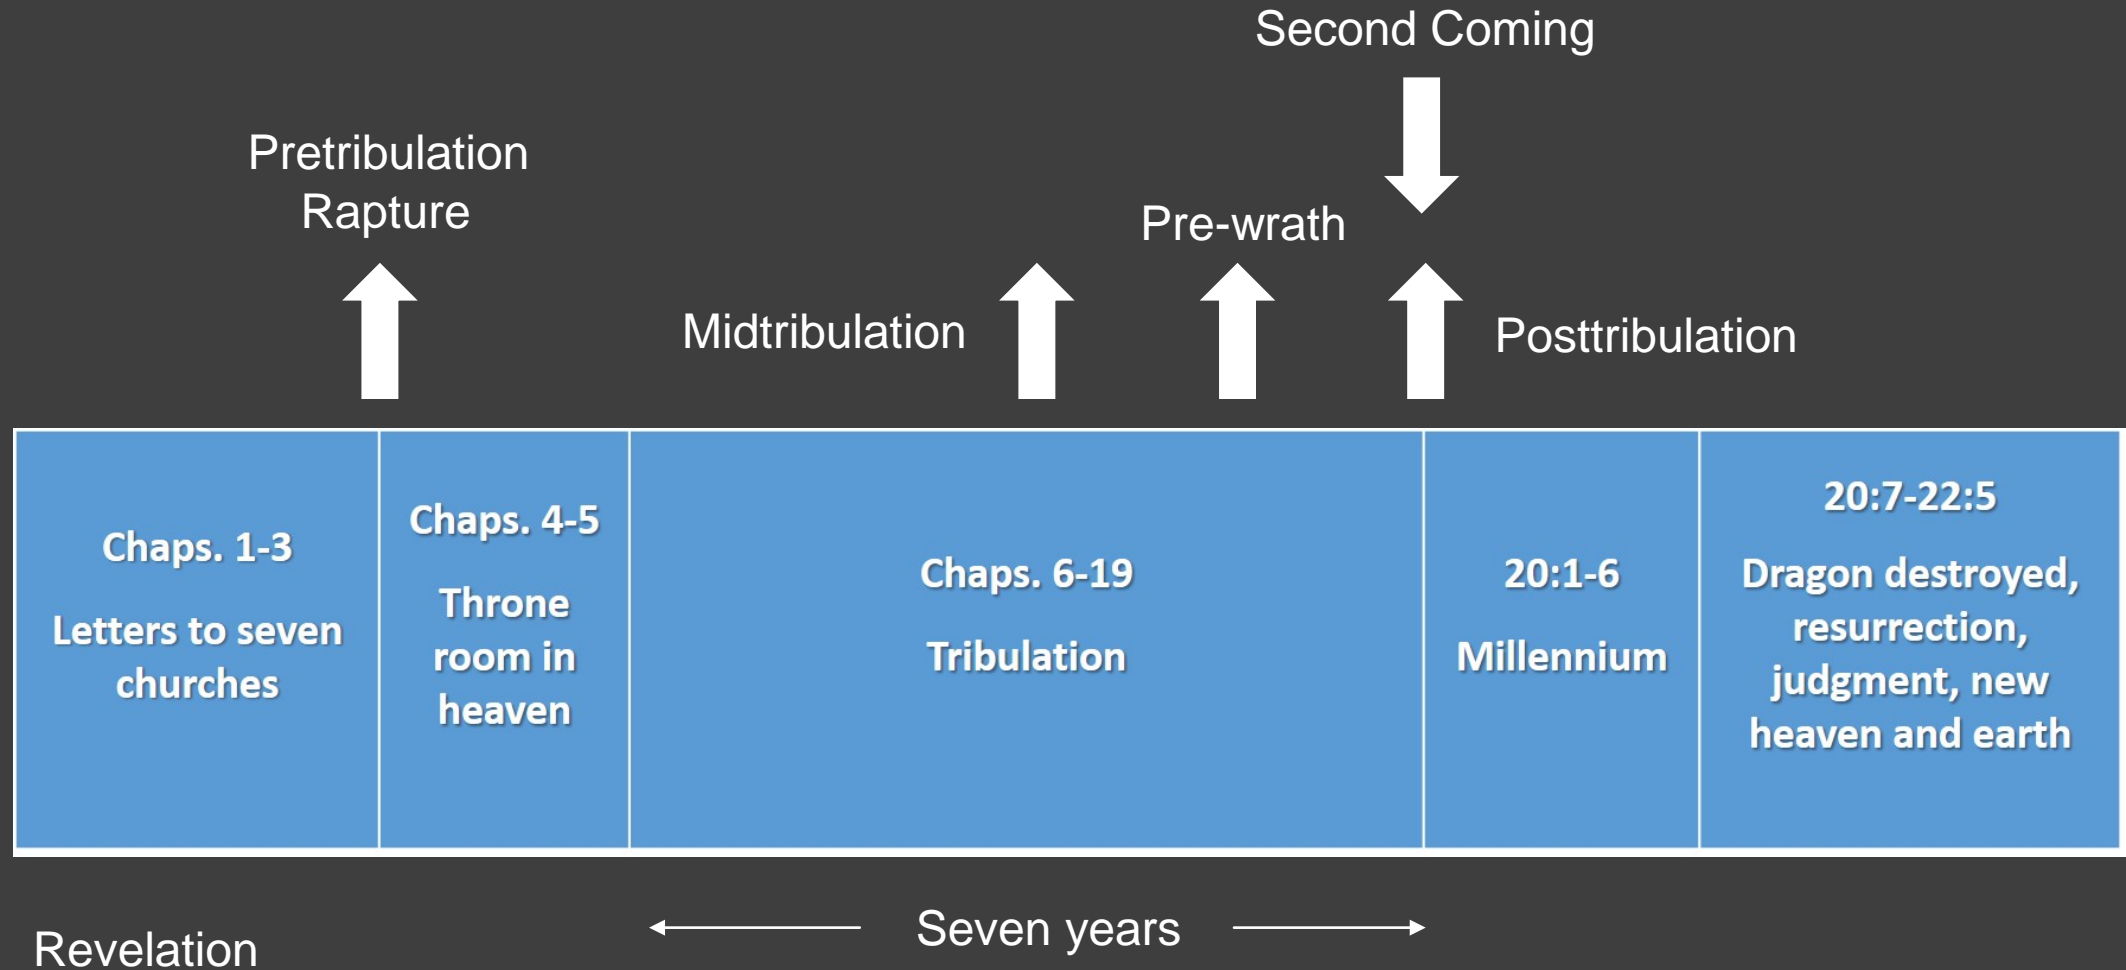 Second Coming
Pretribulation
Rapture
Pre-wrath
Midtribulation
Posttribulation
Chaps. 1-3
Letters to seven
churches
Chaps. 4-5
Throne
room in
heaven
Chaps. 6-19
Tribulation
20:1-6
Millennium
20:7-22:5
Dragon destroyed,
resurrection,
judgment, new
heaven and earth
Seven years
Revelation